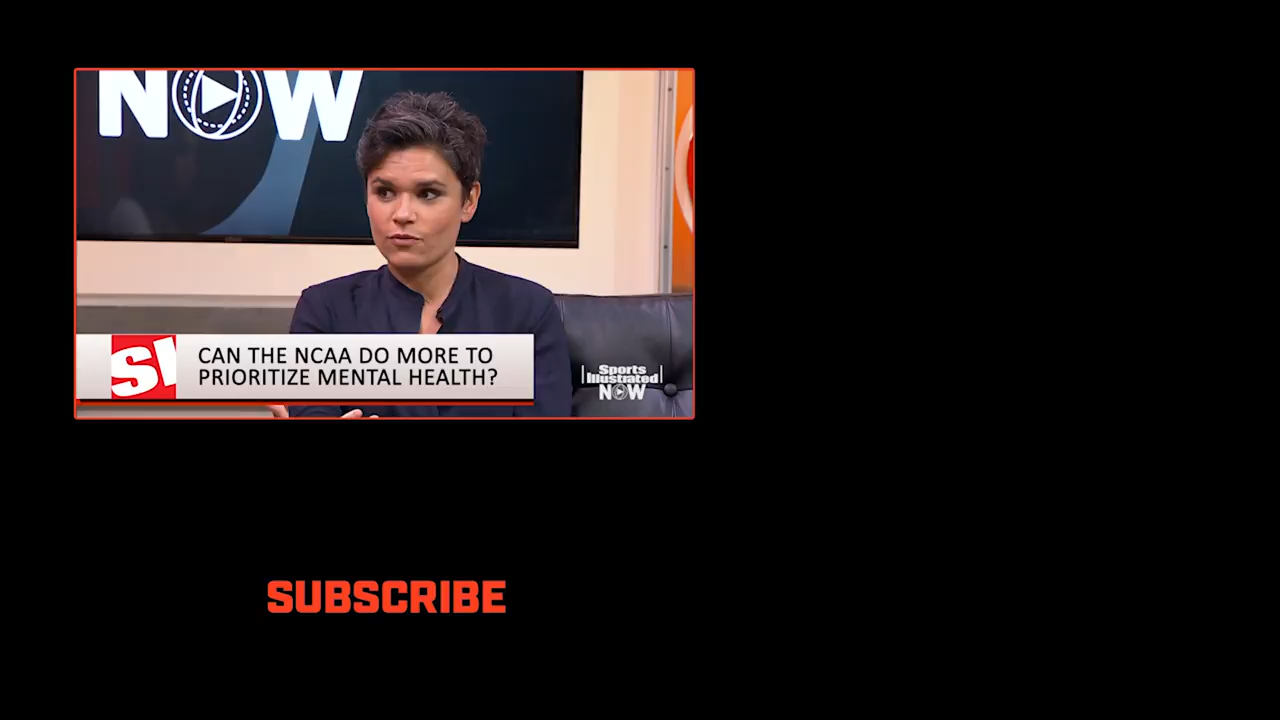 NOW
SI
CAN THE NCAA DO MORE TO
PRIORITIZE MENTAL HEALTH?
Sports
Illustrated
NOW
SUBSCRIBE